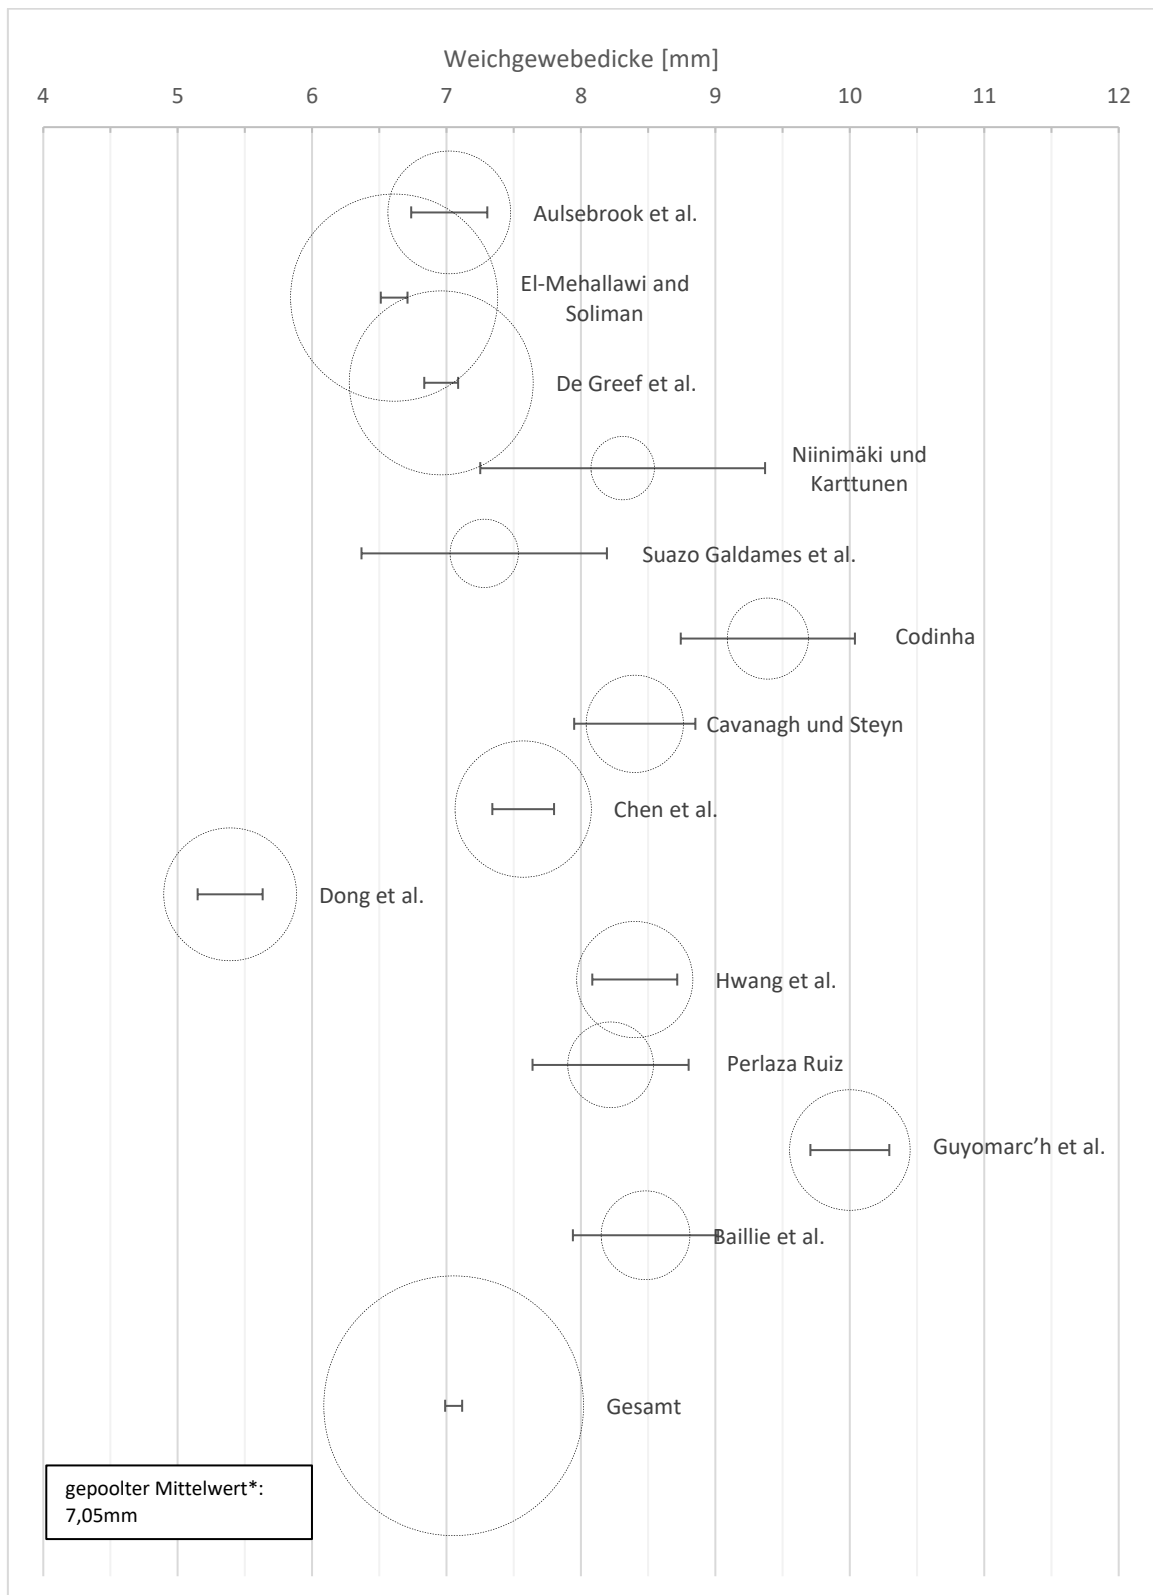 Weichgewebedicke [mm]
4 5 6 7 8 9 10 11 12
Aulsebrook et al.
El-Mehallawi and
Soliman
De Greef et al.
Niinimäki und
Karttunen
Suazo Galdames et al.
Codinha
Cavanagh und Steyn
Chen et al.
Dong et al.
Hwang et al.
Perlaza Ruiz
Guyomarc’h et al.
Baillie et al.
Gesamt
gepoolter Mittelwert*:
7,05mm